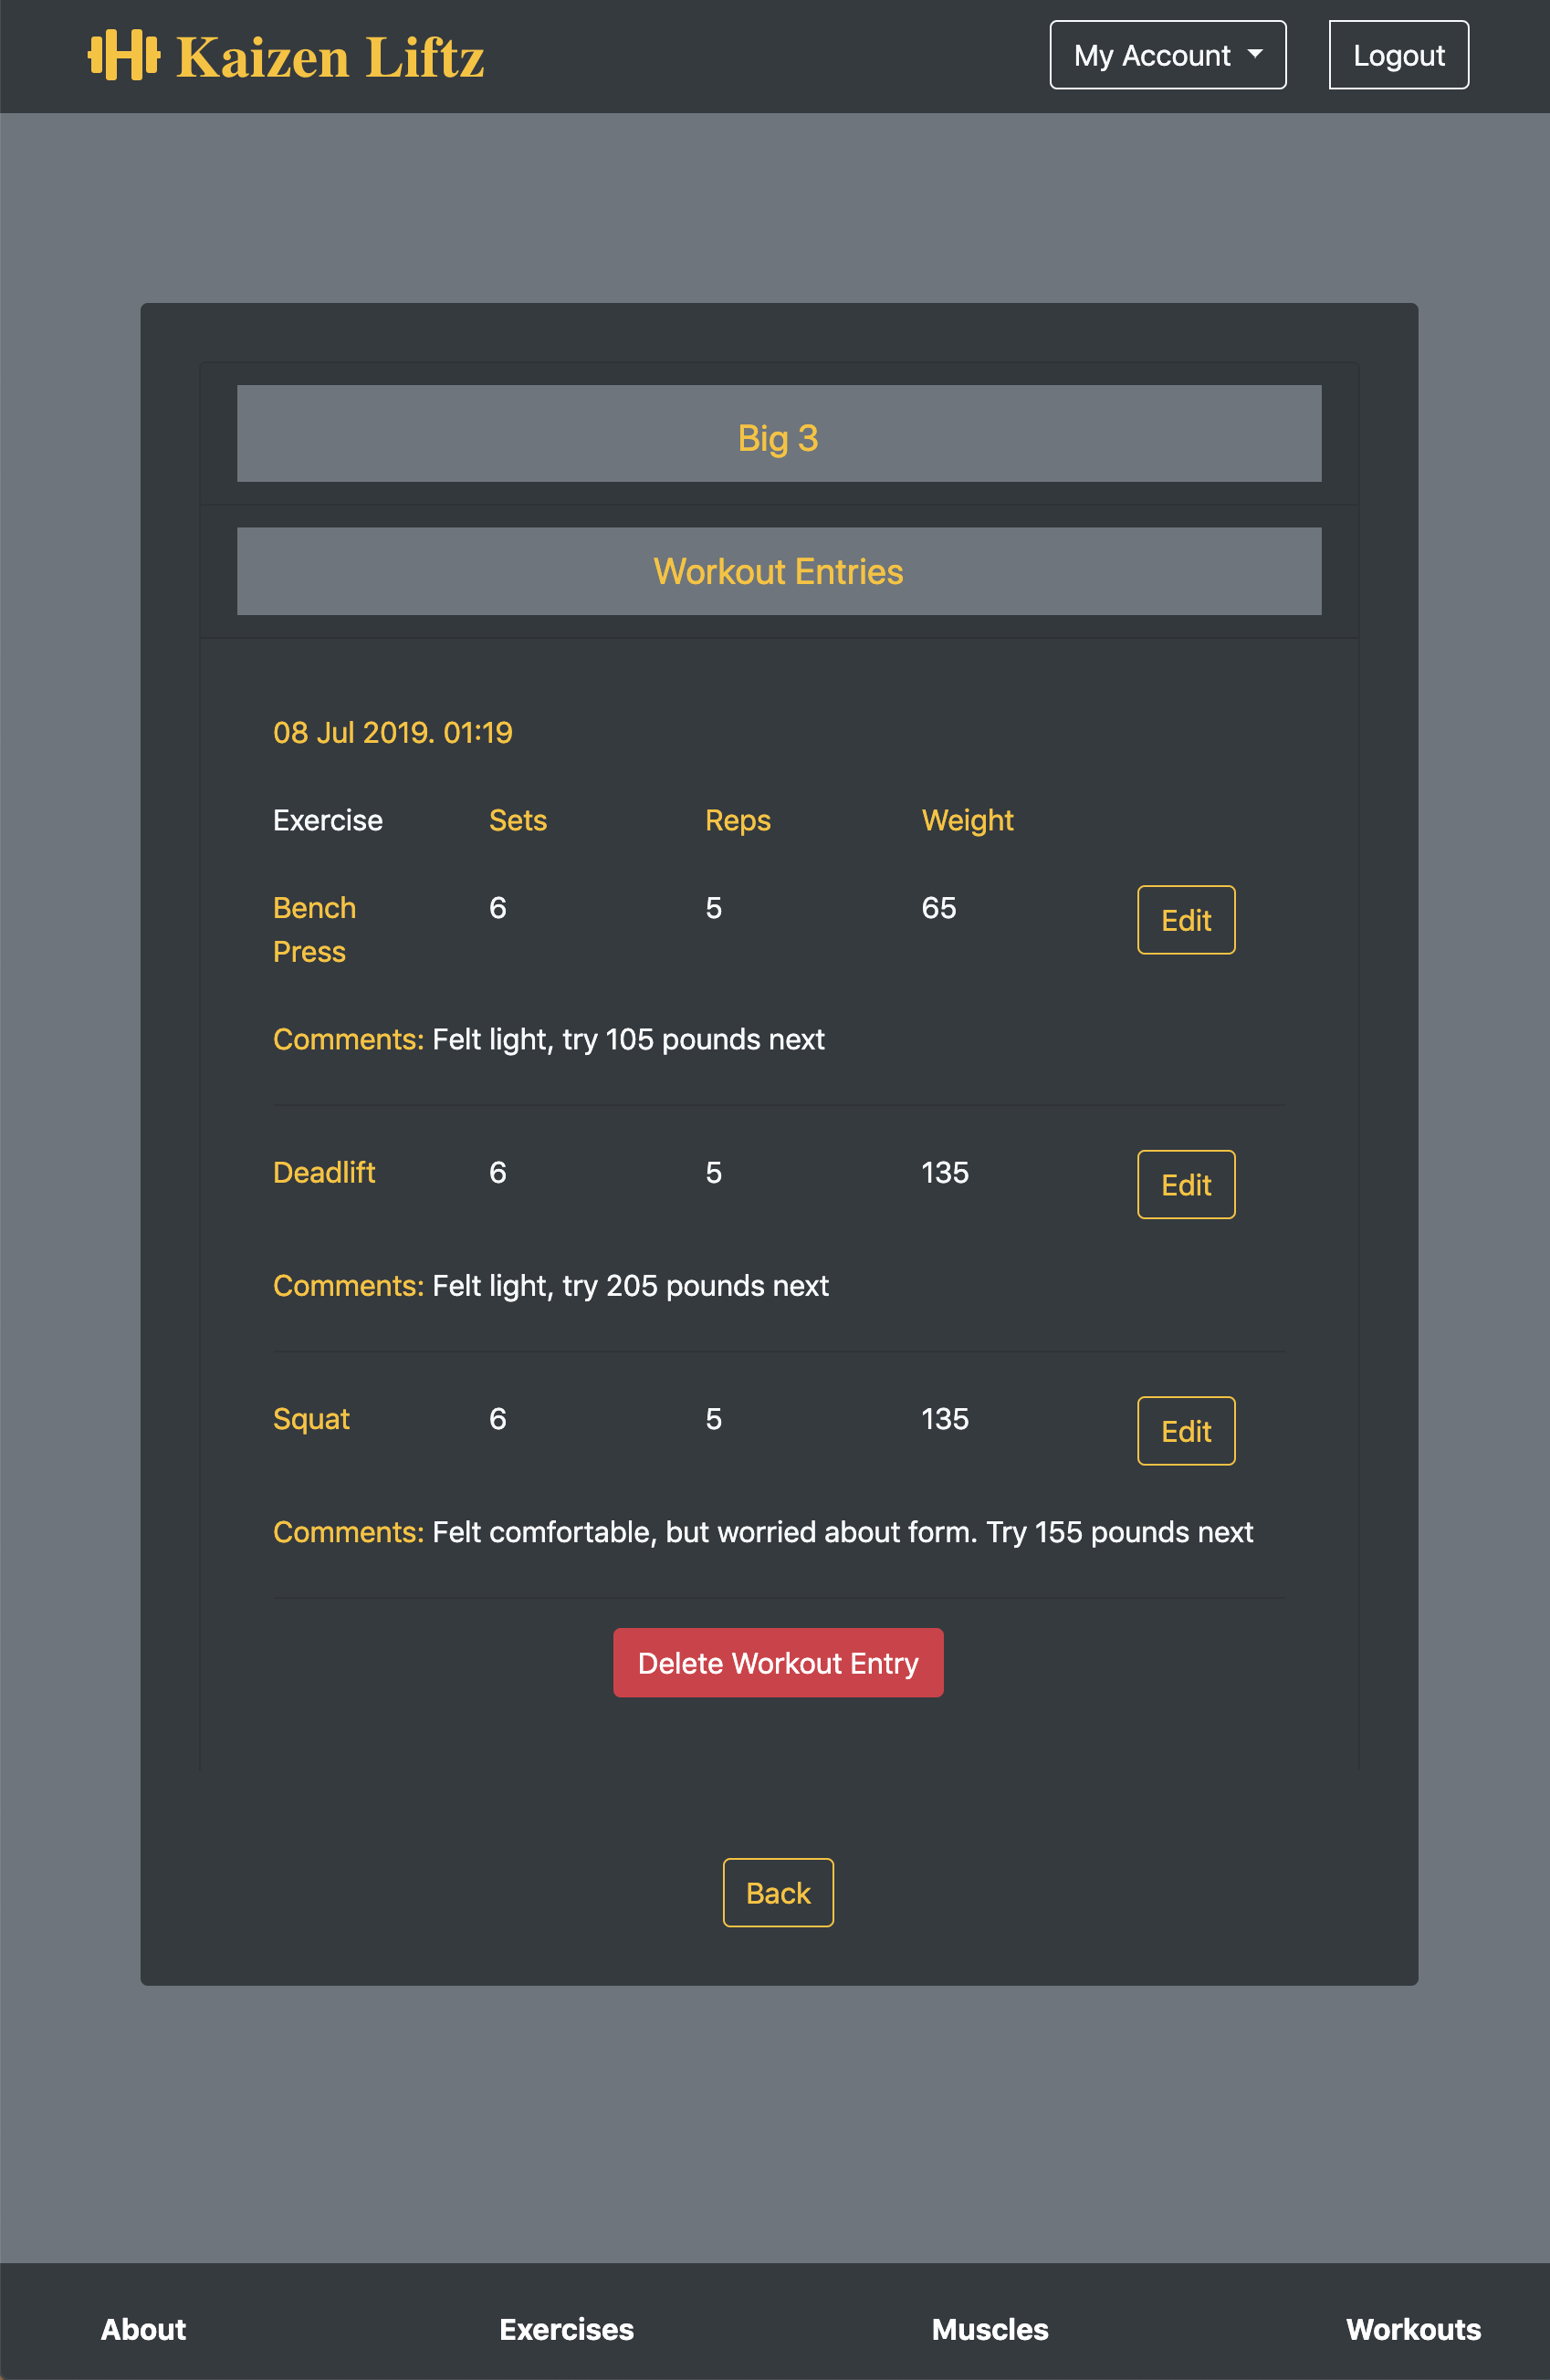 Kaizen Liftz
My Account
Logout
Big 3
Workout Entries
08 Jul 2019. 01:19
Exercise Sets Reps Weight
Bench 6 5 65 Edit
Press
Comments: Felt light, try 105 pounds next
Deadlift 6 5 135 Edit
Comments: Felt light, try 205 pounds next
Squat 6 5 135 Edit
Comments: Felt comfortable, but worried about form. Try 155 pounds next
Delete Workout Entry
Back
About Exercises Muscles Workouts